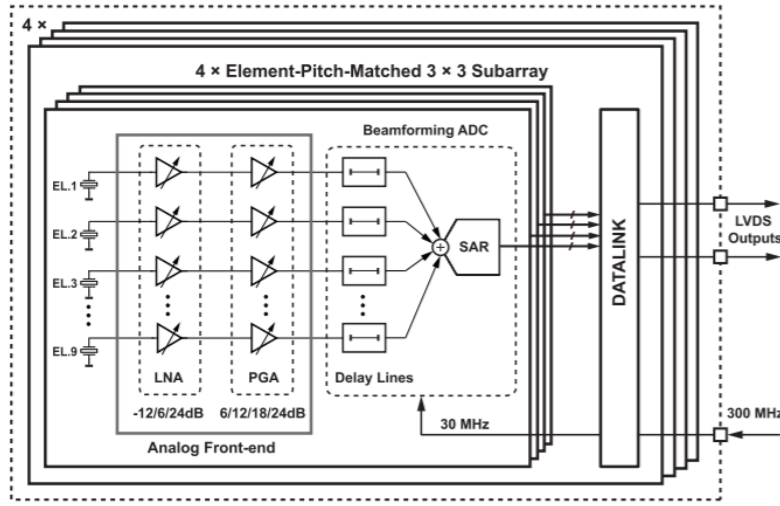 4 ×
4 × Element-Pitch-Matched 3 × 3 Subarray
Beamforming ADC
EL.1
EL.2
EL.3
EL.9
SAR
DATALINK
LVDS
Outputs
LNA
PGA
Delay Lines
-12/6/24dB
6/12/18/24dB
Analog Front-end
30 MHz
300 MHz